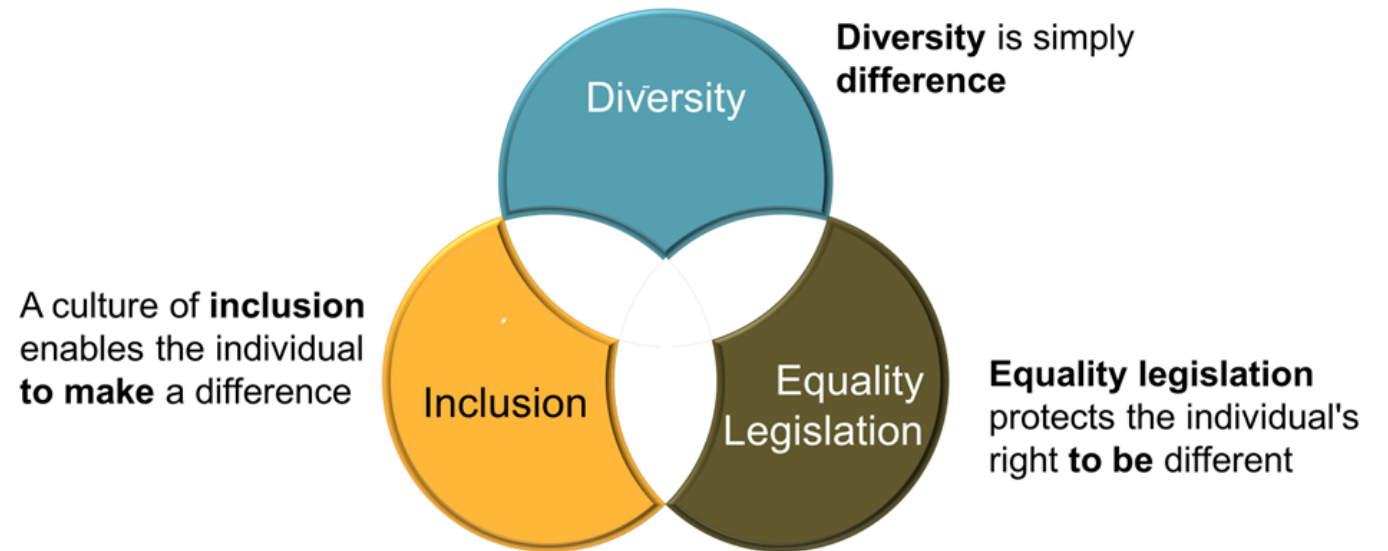 Diversity
Diversity is simply
difference
A culture of inclusion
enables the individual
to make a difference
Inclusion
Equality
Legislation
Equality legislation
protects the individual's
right to be different